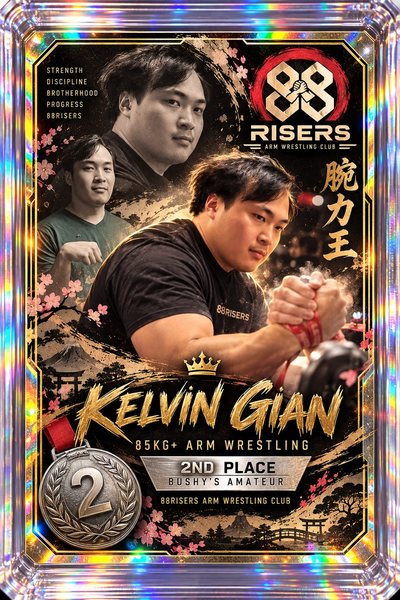 STRENGTH
DISCIPLINE
BROTHERHOOD
PROGRESS
88RISERS
88
RISERS
ARM WRESTLING CLUB
腕力王
88RISERS
KELVIN GIAN
85KG+ ARM WRESTLING
2ND PLACE
BUSHY'S AMATEUR
88RISERS ARM WRESTLING CLUB
2